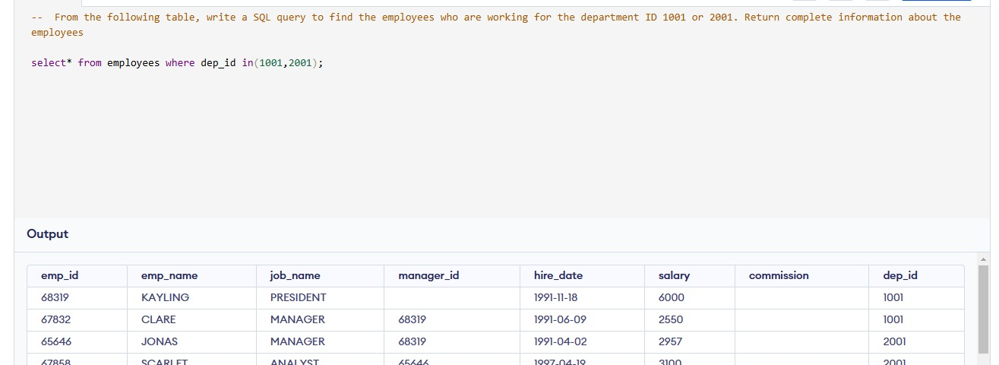 --  From the following table, write a SQL query to find the employees who are working for the department ID 1001 or 2001. Return complete information about the
employees
select* from employees where dep_id in(1001,2001);
Output
emp_id emp_name job_name manager_id hire_date salary commission dep_id
68319 KAYLING PRESIDENT 1991-11-18 6000 1001
67832 CLARE MANAGER 68319 1991-06-09 2550 1001
65646 JONAS MANAGER 68319 1991-04-02 2957 2001
67858 SCARLET ANALYST 65646 1997-04-19 3100 2001